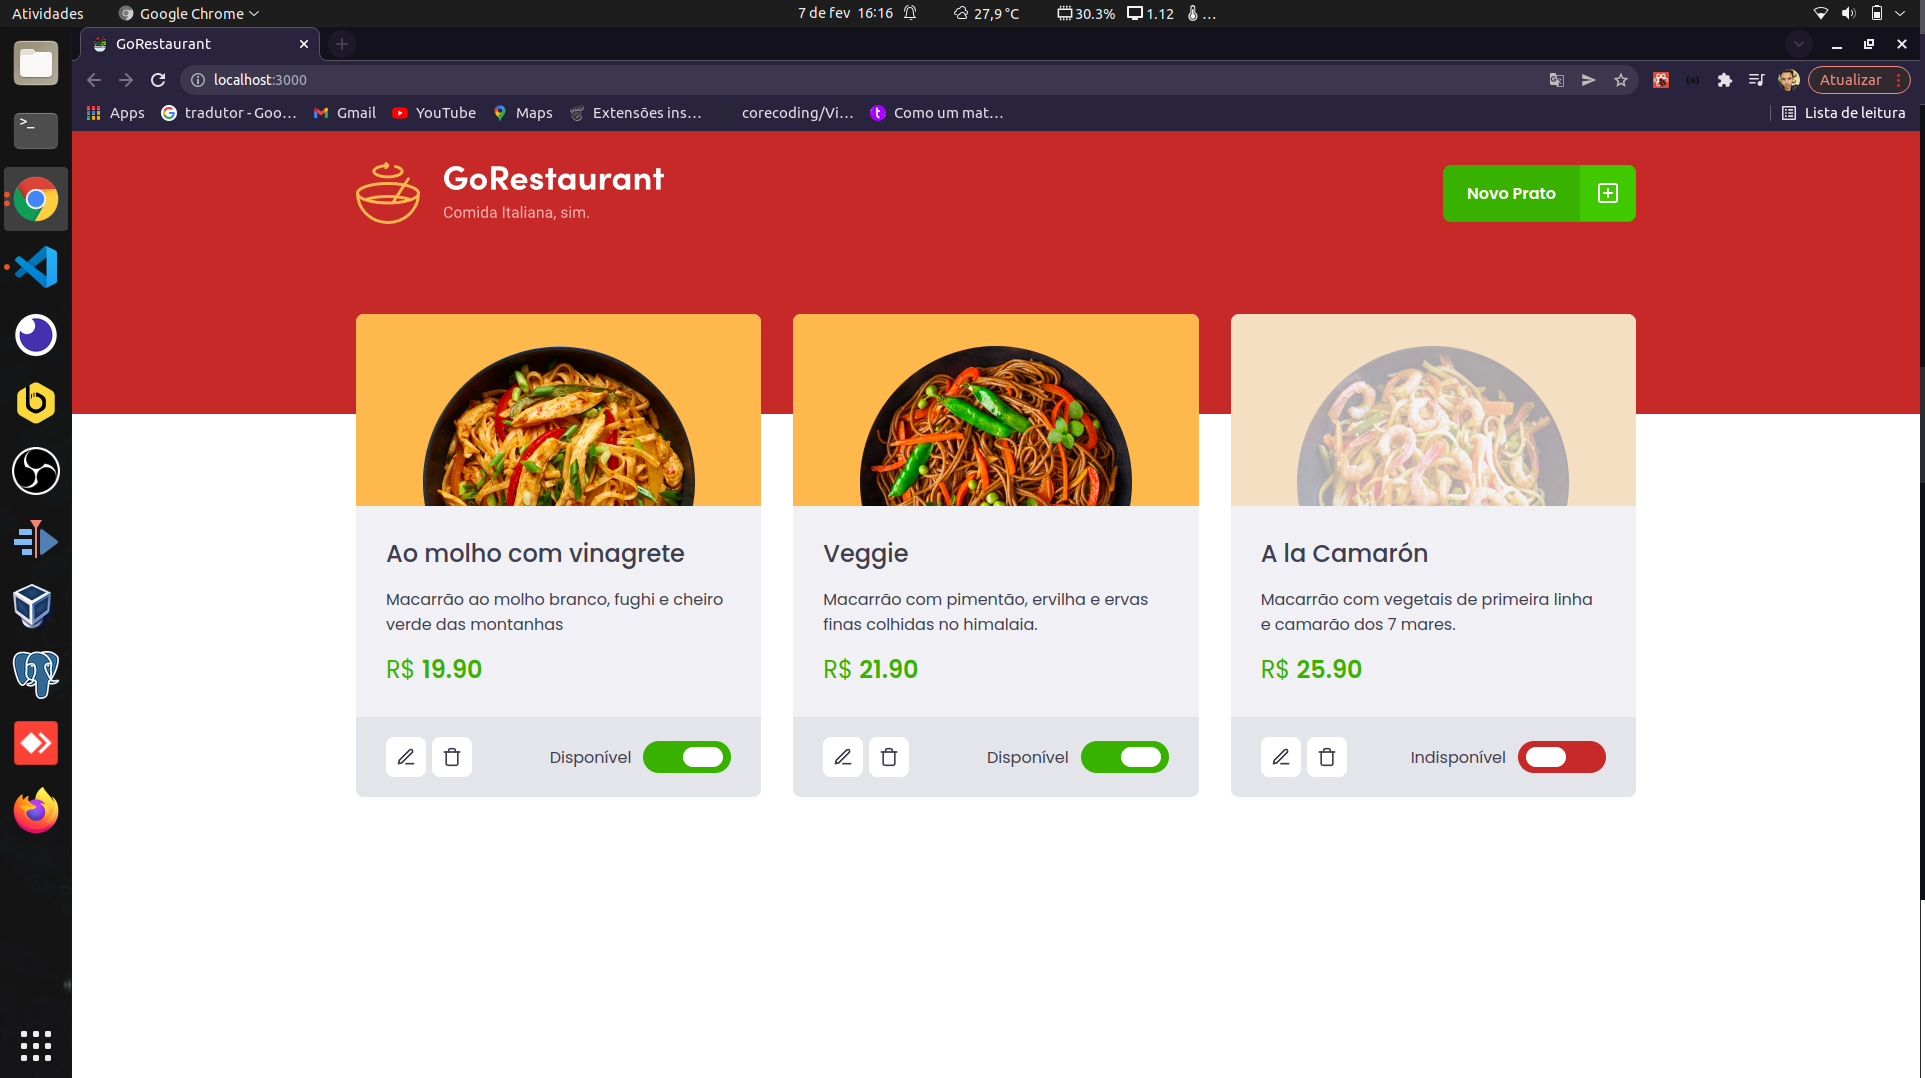 Atividades
Google Chrome
7 de fev 16:16
27,9 °C
30.3%
1.12
...
GoRestaurant
localhost:3000
Atualizar
Apps
tradutor - Goo...
Gmail
YouTube
Maps
Extensões ins...
corecoding/Vi...
Como um mat...
Lista de leitura
GoRestaurant
Comida Italiana, sim.
Novo Prato
Ao molho com vinagrete
Macarrão ao molho branco, fughi e cheiro
verde das montanhas
R$ 19.90
Disponível
Veggie
Macarrão com pimentão, ervilha e ervas
finas colhidas no himalaia.
R$ 21.90
Disponível
A la Camarón
Macarrão com vegetais de primeira linha
e camarão dos 7 mares.
R$ 25.90
Indisponível